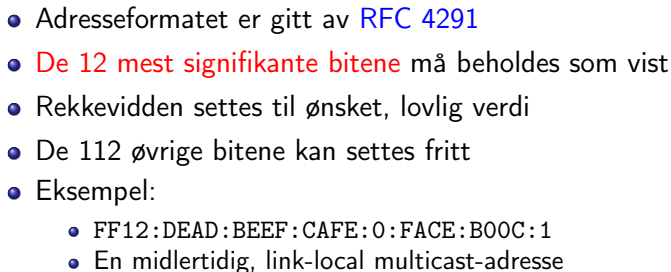 Adresseformatet er gitt av RFC 4291
De 12 mest signifikante bitene må beholdes som vist
Rekkevidden settes til ønsket, lovlig verdi
De 112 øvrige bitene kan settes fritt
Eksempel:
FF12:DEAD:BEEF:CAFE:0:FACE:B00C:1
En midlertidig, link-local multicast-adresse